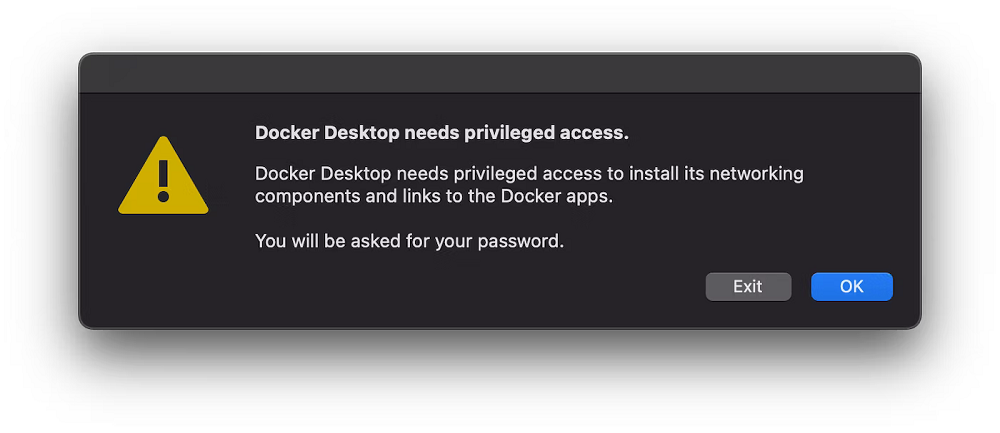 Docker Desktop needs privileged access.
Docker Desktop needs privileged access to install its networking
components and links to the Docker apps.
You will be asked for your password.
Exit
OK